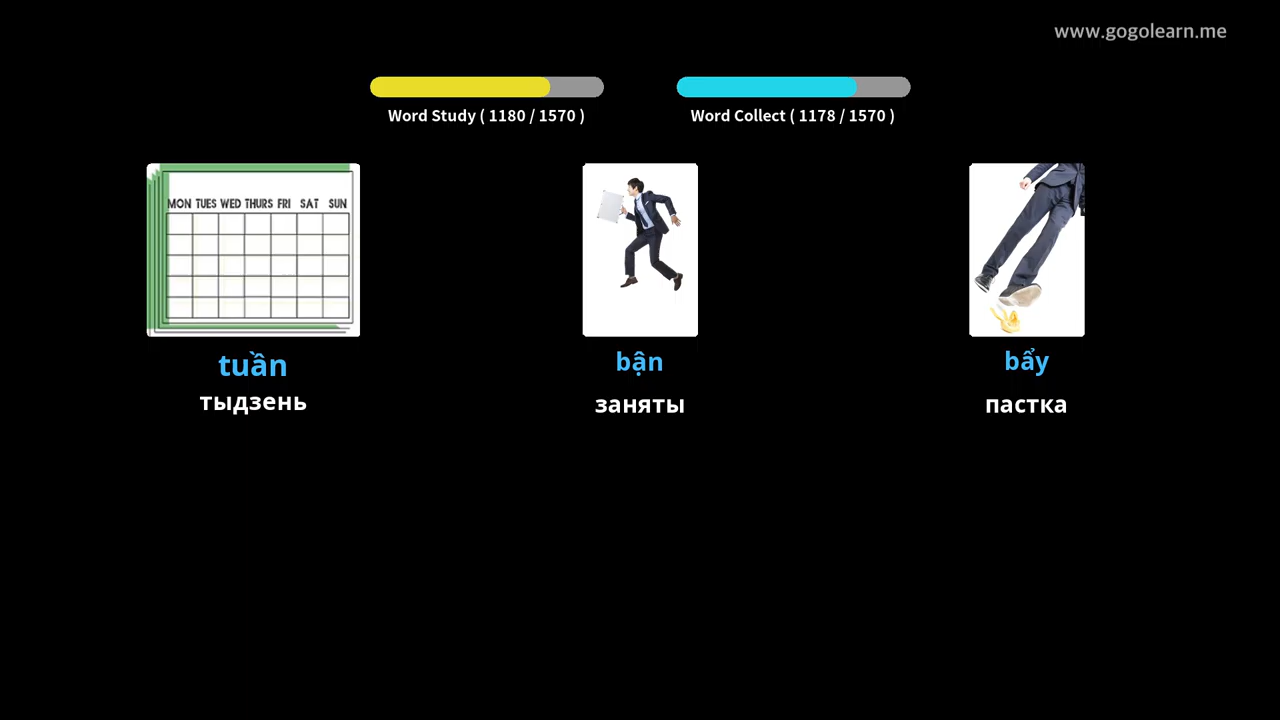 www.gogolearn.me
Word Study ( 1180 / 1570 )
Word Collect ( 1178 / 1570 )
MON TUES WED THURS FRI SAT SUN
tuần
bận
bẩy
тыдзень
заняты
пастка